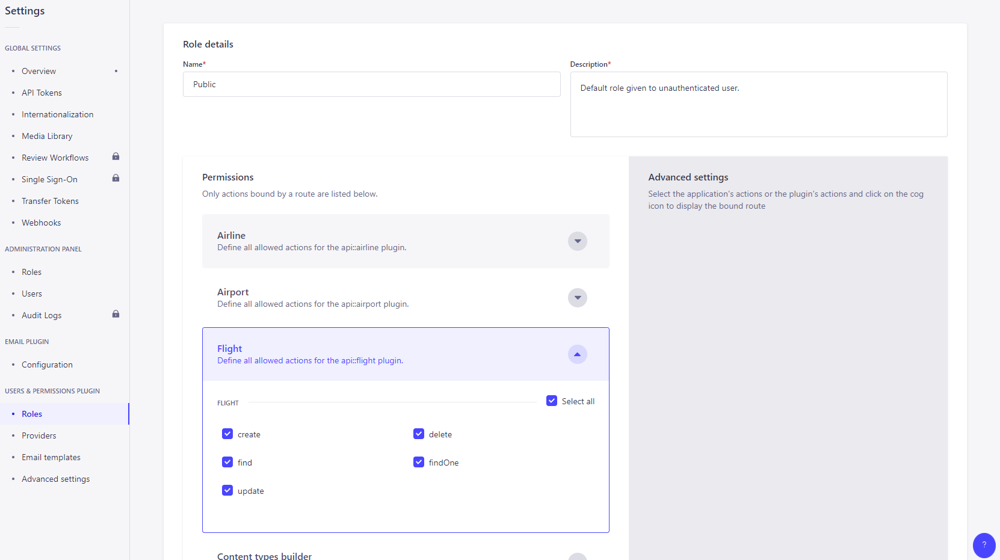 Settings
GLOBAL SETTINGS
Overview
API Tokens
Internationalization
Media Library
Review Workflows
Single Sign-On
Transfer Tokens
Webhooks
ADMINISTRATION PANEL
Roles
Users
Audit Logs
EMAIL PLUGIN
Configuration
USERS & PERMISSIONS PLUGIN
Roles
Providers
Email templates
Advanced settings
Role details
Name*
Public
Description*
Default role given to unauthenticated user.
Permissions
Only actions bound by a route are listed below.
Airline
Define all allowed actions for the api::airline plugin.
Airport
Define all allowed actions for the api::airport plugin.
Flight
Define all allowed actions for the api::flight plugin.
FLIGHT
Select all
create
delete
find
findOne
update
Content types builder
Advanced settings
Select the application's actions or the plugin's actions and click on the cog
icon to display the bound route
?